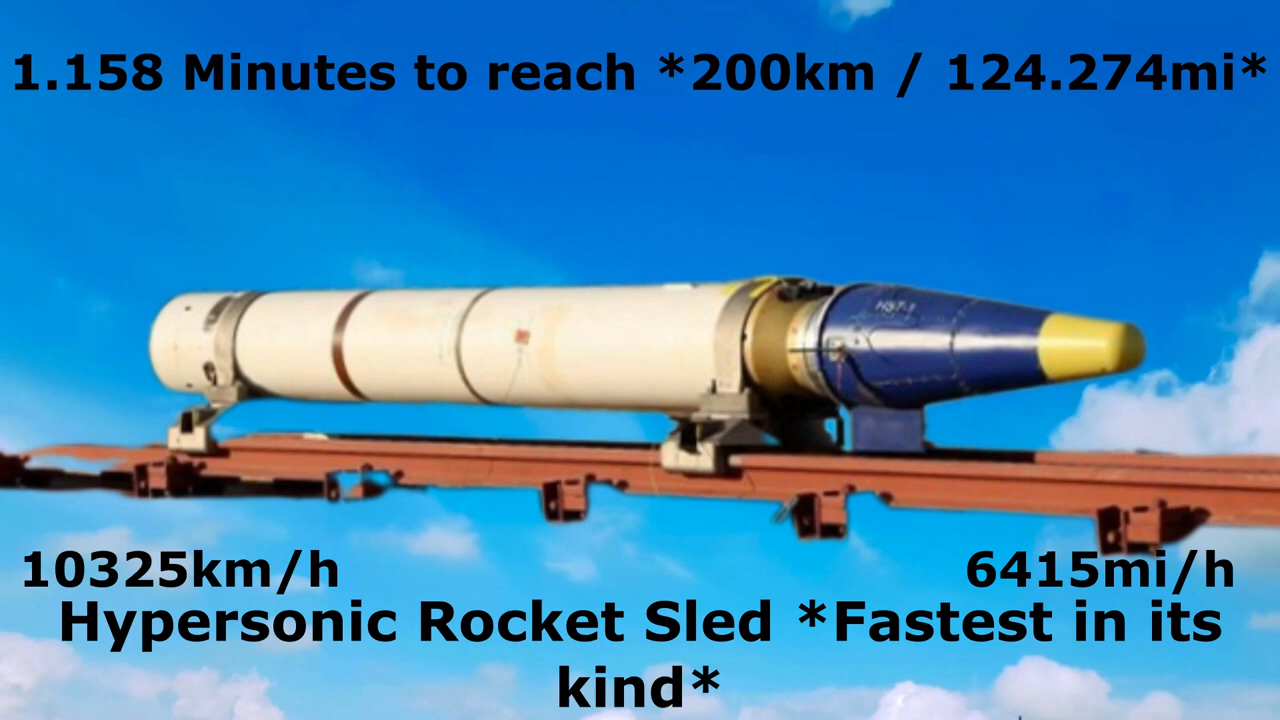 1.158 Minutes to reach *200km / 124.274mi*
10325km/h
6415mi/h
Hypersonic Rocket Sled *Fastest in its
kind*